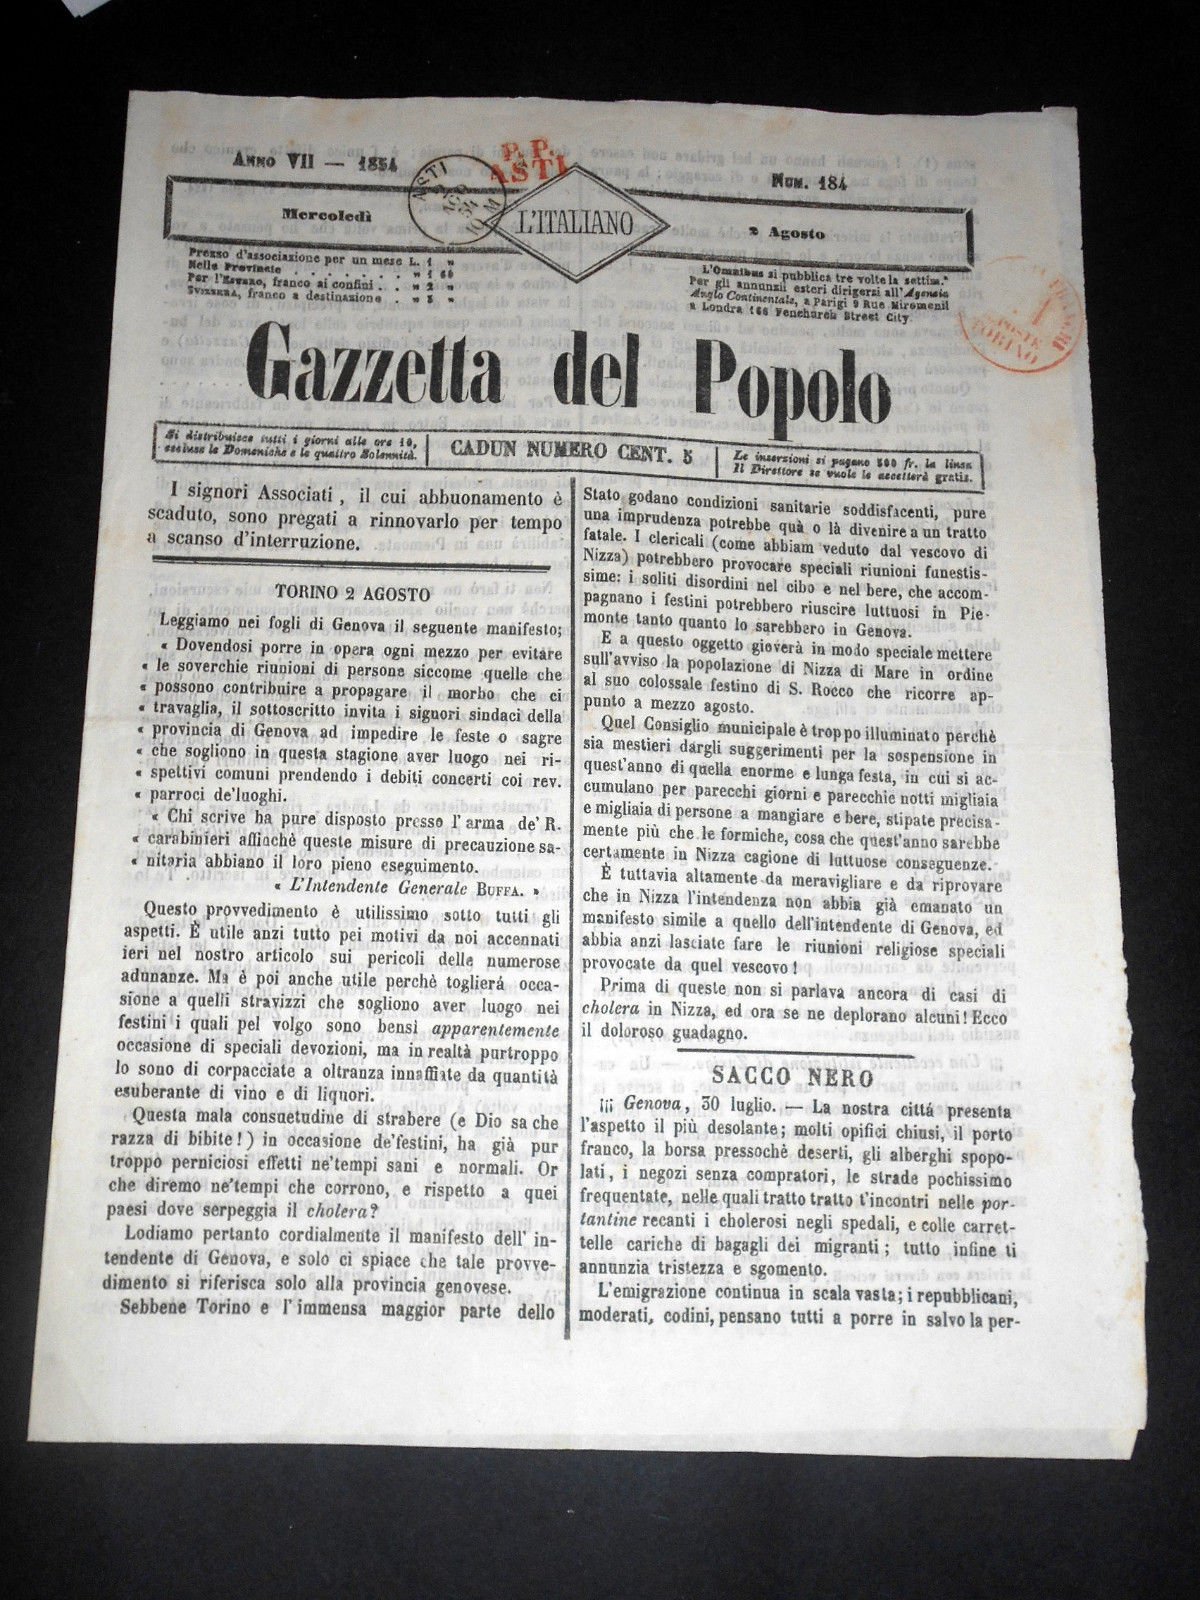 Anno VII — 1854
Num. 184
P. P.
ASTI
ASTI
Mercoledì
L'ITALIANO
2 Agosto
Prezzo d'associazione per un mese L. 1 »
Nelle Provincie . . . . . . . » 1 60
Per l'Estero, franco ai confini . . » 2 »
Svizzera, franco a destinazione . . » 3 »
L'Omnibus si pubblica tre volte la settim.ª
Per gli annunzii esteri dirigersi all'Agenzia
Anglo Continentale, a Parigi 9 Rue Miromenil
a Londra 166 Fenchurch Street City.
1
POSTE
TORINO
Gazzetta del Popolo
Si distribuisce tutti i giorni alle ore 10,
escluse le Domeniche e le quattro Solennità.
CADUN NUMERO CENT. 5
Le inserzioni si pagano 500 fr. la linea
Il Direttore se vuole le accetterà gratis.
I signori Associati, il cui abbuonamento è
scaduto, sono pregati a rinnovarlo per tempo
a scanso d'interruzione.
TORINO 2 AGOSTO
Leggiamo nei fogli di Genova il seguente manifesto;
« Dovendosi porre in opera ogni mezzo per evitare
« le soverchie riunioni di persone siccome quelle che
« possono contribuire a propagare il morbo che ci
« travaglia, il sottoscritto invita i signori sindaci della
« provincia di Genova ad impedire le feste o sagre
« che sogliono in questa stagione aver luogo nei ri-
« spettivi comuni prendendo i debiti concerti coi rev.
« parroci de'luoghi.
« Chi scrive ha pure disposto presso l'arma de' R.
« carabinieri affinchè queste misure di precauzione sa-
« nitaria abbiano il loro pieno eseguimento.
« L'Intendente Generale BUFFA. »
Questo provvedimento è utilissimo sotto tutti gli
aspetti. È utile anzi tutto pei motivi da noi accennati
ieri nel nostro articolo sui pericoli delle numerose
adunanze. Ma è poi anche utile perchè toglierá occa-
sione a quelli stravizzi che sogliono aver luogo nei
festini i quali pel volgo sono bensì apparentemente
occasione di speciali devozioni, ma in realtà purtroppo
lo sono di corpacciate a oltranza innaffiate da quantità
esuberante di vino e di liquori.
Questa mala consuetudine di strabere (e Dio sa che
razza di bibite!) in occasione de'festini, ha già pur
troppo perniciosi effetti ne'tempi sani e normali. Or
che diremo ne'tempi che corrono, e rispetto a quei
paesi dove serpeggia il cholera?
Lodiamo pertanto cordialmente il manifesto dell' in-
tendente di Genova, e solo ci spiace che tale provve-
dimento si riferisca solo alla provincia genovese.
Sebbene Torino e l'immensa maggior parte dello
Stato godano condizioni sanitarie soddisfacenti, pure
una imprudenza potrebbe quà o là divenire a un tratto
fatale. I clericali (come abbiam veduto dal vescovo di
Nizza) potrebbero provocare speciali riunioni funestis-
sime: i soliti disordini nel cibo e nel bere, che accom-
pagnano i festini potrebbero riuscire luttuosi in Pie-
monte tanto quanto lo sarebbero in Genova.
E a questo oggetto gioverà in modo speciale mettere
sull'avviso la popolazione di Nizza di Mare in ordine
al suo colossale festino di S. Rocco che ricorre ap-
punto a mezzo agosto.
Quel Consiglio municipale è troppo illuminato perchè
sia mestieri dargli suggerimenti per la sospensione in
quest'anno di quella enorme e lunga festa, in cui si ac-
cumulano per parecchi giorni e parecchie notti migliaia
e migliaia di persone a mangiare e bere, stipate precisa-
mente più che le formiche, cosa che quest'anno sarebbe
certamente in Nizza cagione di luttuose conseguenze.
È tuttavia altamente da meravigliare e da riprovare
che in Nizza l'intendenza non abbia già emanato un
manifesto simile a quello dell'intendente di Genova, ed
abbia anzi lasciate fare le riunioni religiose speciali
provocate da quel vescovo!
Prima di queste non si parlava ancora di casi di
cholera in Nizza, ed ora se ne deplorano alcuni! Ecco
il doloroso guadagno.
SACCO NERO
¡¡¡ Genova, 30 luglio. — La nostra cittá presenta
l'aspetto il più desolante; molti opifici chiusi, il porto
franco, la borsa pressochè deserti, gli alberghi spopo-
lati, i negozi senza compratori, le strade pochissimo
frequentate, nelle quali tratto tratto t'incontri nelle por-
tantine recanti i cholerosi negli spedali, e colle carret-
telle cariche di bagagli dei migranti; tutto infine ti
annunzia tristezza e sgomento.
L'emigrazione continua in scala vasta; i repubblicani,
moderati, codini, pensano tutti a porre in salvo la per-